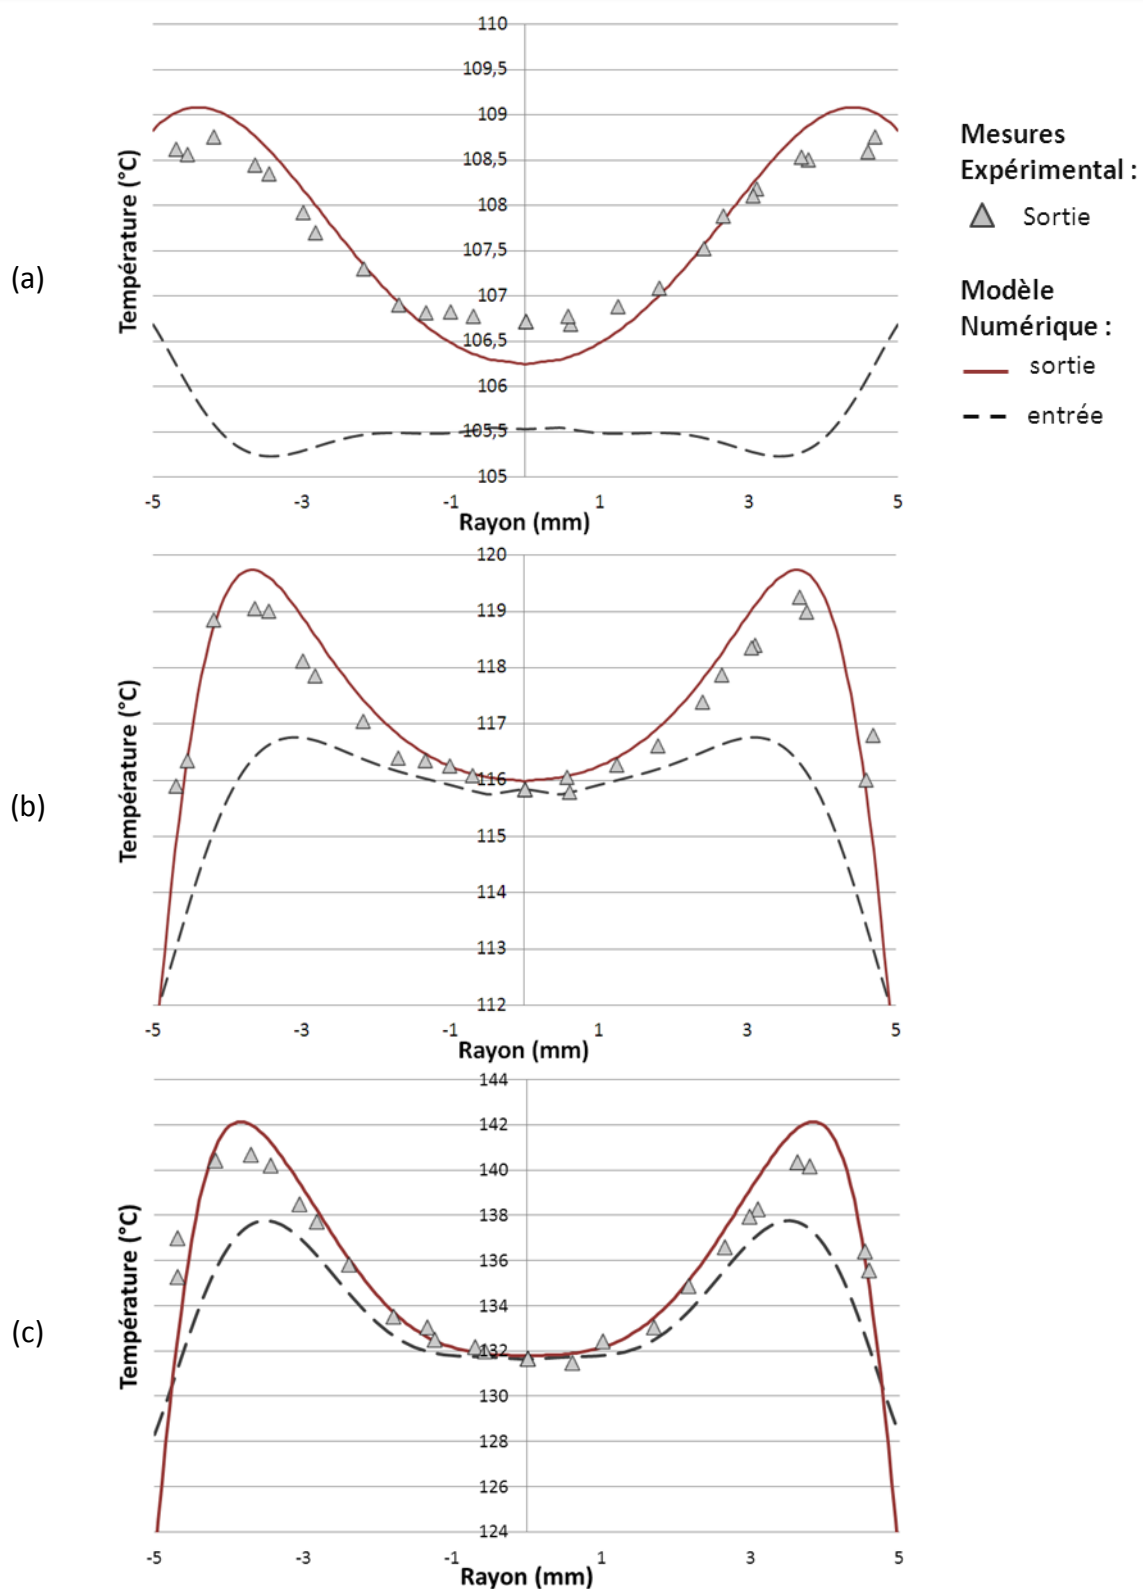 110
109,5
109
108,5
108
107,5
107
106,5
106
105,5
105
Température (°C)
(a)
-5 -3 -1 1 3 5
Rayon (mm)
Mesures
Expérimental :
Sortie
Modèle
Numérique :
sortie
entrée
120
119
118
117
116
115
114
113
112
Température (°C)
(b)
-5 -3 -1 1 3 5
Rayon (mm)
144
142
140
138
136
134
132
130
128
126
124
Température (°C)
(c)
-5 -3 -1 1 3 5
Rayon (mm)